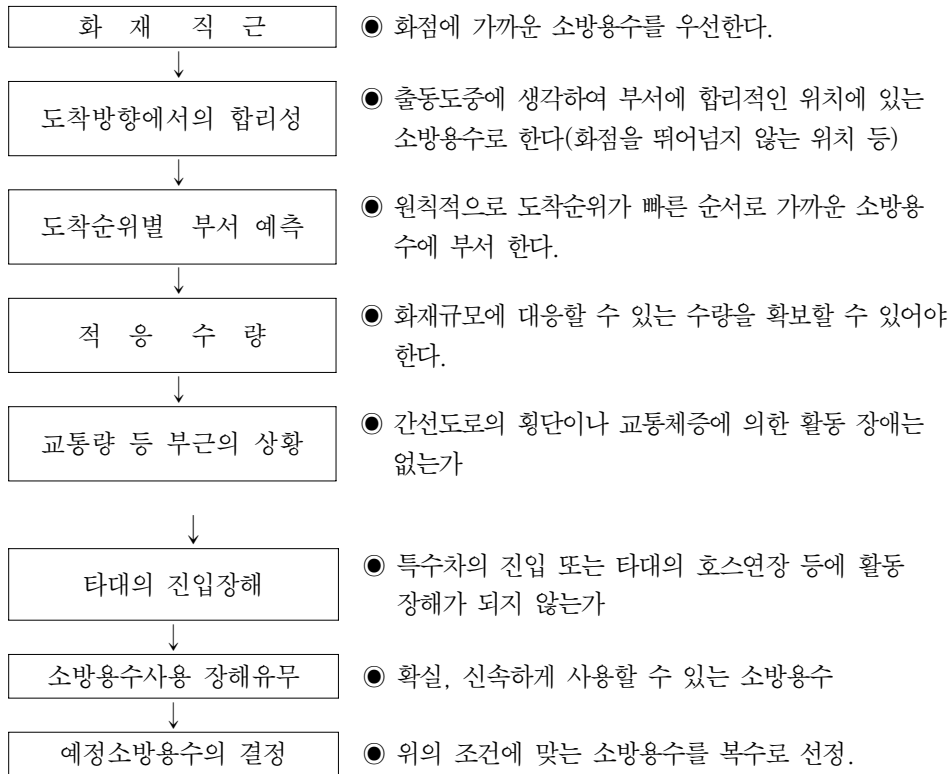 화 재 직 근
◉ 화점에 가까운 소방용수를 우선한다.
↓
도착방향에서의 합리성
◉ 출동도중에 생각하여 부서에 합리적인 위치에 있는
소방용수로 한다(화점을 뛰어넘지 않는 위치 등)
↓
도착순위별 부서 예측
◉ 원칙적으로 도착순위가 빠른 순서로 가까운 소방용
수에 부서 한다.
↓
적 응 수 량
◉ 화재규모에 대응할 수 있는 수량을 확보할 수 있어야
한다.
↓
교통량 등 부근의 상황
◉ 간선도로의 횡단이나 교통체증에 의한 활동 장애는
없는가
↓
타대의 진입장해
◉ 특수차의 진입 또는 타대의 호스연장 등에 활동
장해가 되지 않는가
↓
소방용수사용 장해유무
◉ 확실, 신속하게 사용할 수 있는 소방용수
↓
예정소방용수의 결정
◉ 위의 조건에 맞는 소방용수를 복수로 선정.